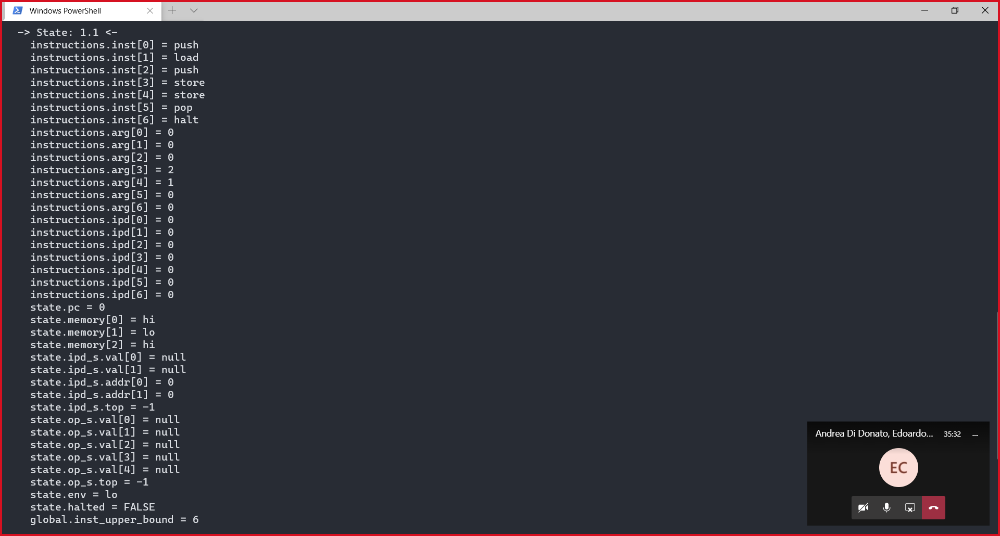 Windows PowerShell
-> State: 1.1 <-
instructions.inst[0] = push
instructions.inst[1] = load
instructions.inst[2] = push
instructions.inst[3] = store
instructions.inst[4] = store
instructions.inst[5] = pop
instructions.inst[6] = halt
instructions.arg[0] = 0
instructions.arg[1] = 0
instructions.arg[2] = 0
instructions.arg[3] = 2
instructions.arg[4] = 1
instructions.arg[5] = 0
instructions.arg[6] = 0
instructions.ipd[0] = 0
instructions.ipd[1] = 0
instructions.ipd[2] = 0
instructions.ipd[3] = 0
instructions.ipd[4] = 0
instructions.ipd[5] = 0
instructions.ipd[6] = 0
state.pc = 0
state.memory[0] = hi
state.memory[1] = lo
state.memory[2] = hi
state.ipd_s.val[0] = null
state.ipd_s.val[1] = null
state.ipd_s.addr[0] = 0
state.ipd_s.addr[1] = 0
state.ipd_s.top = -1
state.op_s.val[0] = null
state.op_s.val[1] = null
state.op_s.val[2] = null
state.op_s.val[3] = null
state.op_s.val[4] = null
state.op_s.top = -1
state.env = lo
state.halted = FALSE
global.inst_upper_bound = 6
Andrea Di Donato, Edoardo... 35:32
EC